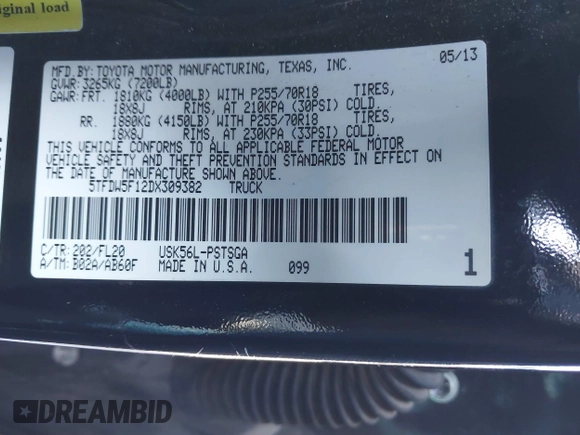 iginal load
MFD.BY:TOYOTA MOTOR MANUFACTURING, TEXAS, INC. 05/13
GVWR:3265KG (7200LB)
GAWR:FRT. 1810KG (4000LB) WITH P255/70R18 TIRES,
18X8J RIMS, AT 210KPA (30PSI) COLD.
RR. 1880KG (4150LB) WITH P255/70R18 TIRES,
18X8J RIMS, AT 230KPA (33PSI) COLD.
THIS VEHICLE CONFORMS TO ALL APPLICABLE FEDERAL MOTOR
VEHICLE SAFETY AND THEFT PREVENTION STANDARDS IN EFFECT ON
THE DATE OF MANUFACTURE SHOWN ABOVE.
5TFDW5F12DX309382 TRUCK
C/TR:202/FL20 USK56L-PSTSGA
A/TM:B02A/AB60F MADE IN U.S.A. 099 1
DREAMBID